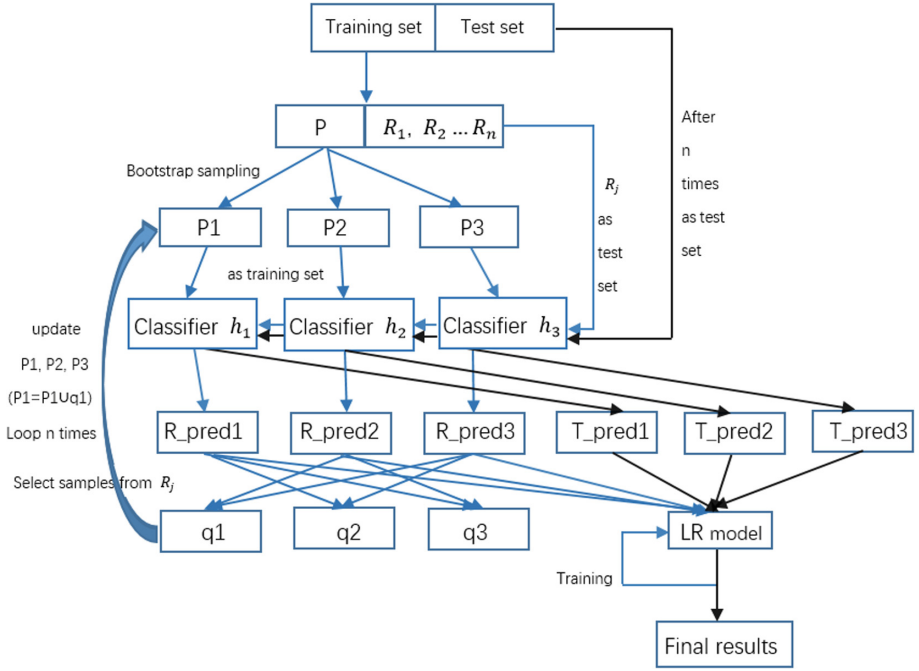 Training set
Test set
P
R₁, R₂ ... Rₙ
After
n
times
as test
set
Bootstrap sampling
Rⱼ
as
test
set
P1
P2
P3
as training set
Classifier h₁
Classifier h₂
Classifier h₃
update
P1, P2, P3
(P1=P1∪q1)
Loop n times
R_pred1
R_pred2
R_pred3
T_pred1
T_pred2
T_pred3
Select samples from Rⱼ
q1
q2
q3
LR model
Training
Final results